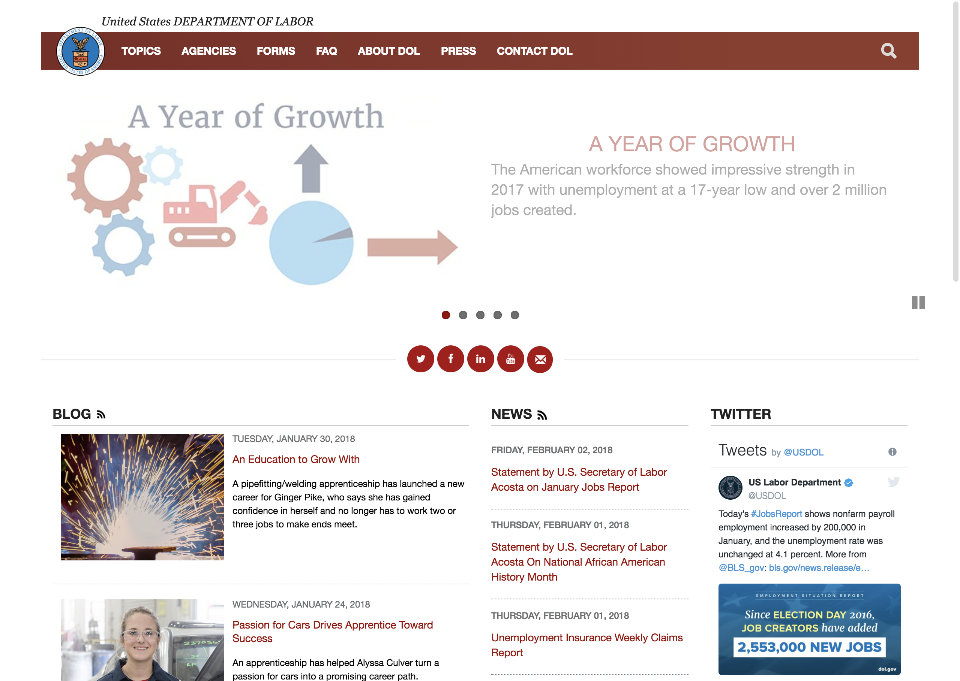 United States DEPARTMENT OF LABOR
TOPICS AGENCIES FORMS FAQ ABOUT DOL PRESS CONTACT DOL
A Year of Growth
A YEAR OF GROWTH
The American workforce showed impressive strength in
2017 with unemployment at a 17-year low and over 2 million
jobs created.
BLOG
TUESDAY, JANUARY 30, 2018
An Education to Grow With
A pipefitting/welding apprenticeship has launched a new
career for Ginger Pike, who says she has gained
confidence in herself and no longer has to work two or
three jobs to make ends meet.
WEDNESDAY, JANUARY 24, 2018
Passion for Cars Drives Apprentice Toward
Success
An apprenticeship has helped Alyssa Culver turn a
passion for cars into a promising career path.
NEWS
FRIDAY, FEBRUARY 02, 2018
Statement by U.S. Secretary of Labor
Acosta on January Jobs Report
THURSDAY, FEBRUARY 01, 2018
Statement by U.S. Secretary of Labor
Acosta On National African American
History Month
THURSDAY, FEBRUARY 01, 2018
Unemployment Insurance Weekly Claims
Report
TWITTER
Tweets by @USDOL
US Labor Department
@USDOL
Today's #JobsReport shows nonfarm payroll
employment increased by 200,000 in
January, and the unemployment rate was
unchanged at 4.1 percent. More from
@BLS_gov: bls.gov/news.release/e…
EMPLOYMENT SITUATION REPORT
Since ELECTION DAY 2016,
JOB CREATORS have added
2,553,000 NEW JOBS
dol.gov